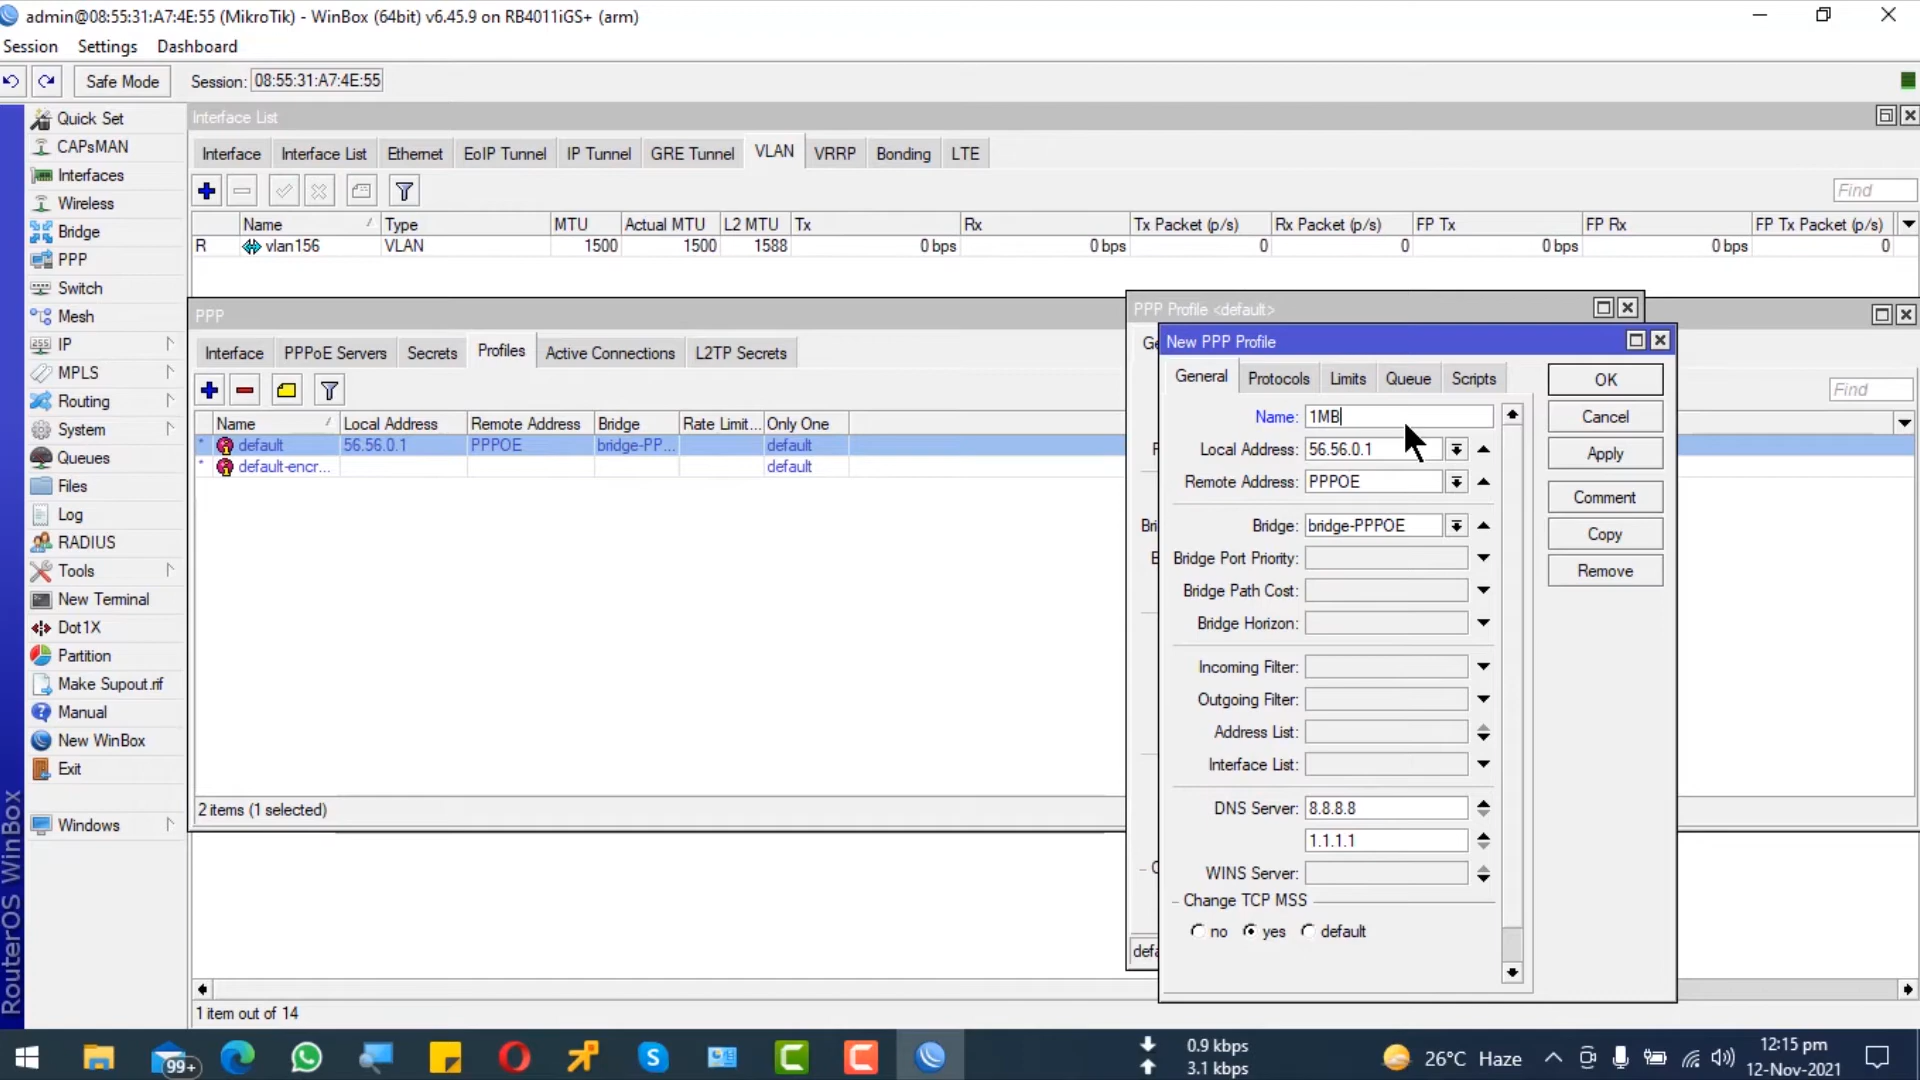 admin@08:55:31:A7:4E:55 (MikroTik) - WinBox (64bit) v6.45.9 on RB4011iGS+ (arm)
Session Settings Dashboard
Safe Mode Session: 08:55:31:A7:4E:55
Quick Set
CAPsMAN
Interfaces
Wireless
Bridge
PPP
Switch
Mesh
IP
MPLS
Routing
System
Queues
Files
Log
RADIUS
Tools
New Terminal
Dot1X
Partition
Make Supout.rif
Manual
New WinBox
Exit
Windows
RouterOS WinBox
Interface List
Interface Interface List Ethernet EoIP Tunnel IP Tunnel GRE Tunnel VLAN VRRP Bonding LTE
Find
Name Type MTU Actual MTU L2 MTU Tx Rx Tx Packet (p/s) Rx Packet (p/s) FP Tx FP Rx FP Tx Packet (p/s)
R vlan156 VLAN 1500 1500 1588 0 bps 0 bps 0 0 0 bps 0 bps 0
PPP
Interface PPPoE Servers Secrets Profiles Active Connections L2TP Secrets
Find
Name Local Address Remote Address Bridge Rate Limit... Only One
* default 56.56.0.1 PPPOE bridge-PP... default
* default-encr... default
2 items (1 selected)
1 item out of 14
PPP Profile <default>
New PPP Profile
General Protocols Limits Queue Scripts
Name: 1MB
Local Address: 56.56.0.1
Remote Address: PPPOE
Bridge: bridge-PPPOE
Bridge Port Priority:
Bridge Path Cost:
Bridge Horizon:
Incoming Filter:
Outgoing Filter:
Address List:
Interface List:
DNS Server: 8.8.8.8
1.1.1.1
WINS Server:
Change TCP MSS
no yes default
OK
Cancel
Apply
Comment
Copy
Remove
99+
0.9 kbps
3.1 kbps
26°C Haze
12:15 pm
12-Nov-2021